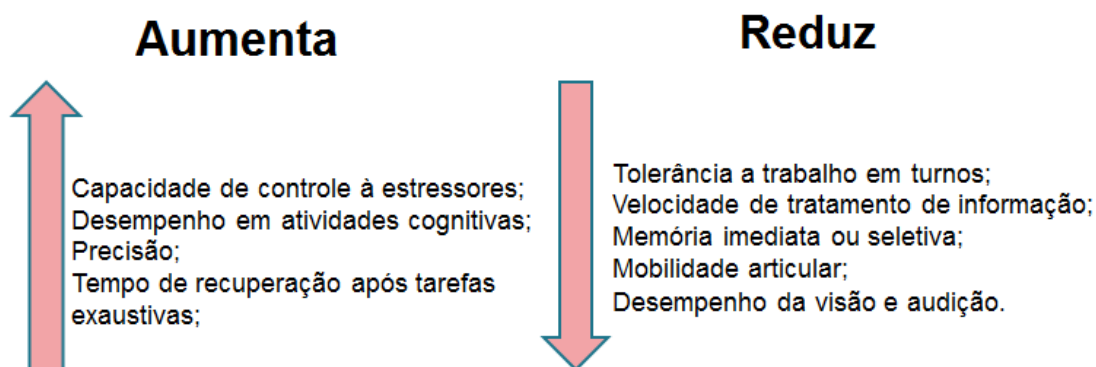 Aumenta
Capacidade de controle à estressores;
Desempenho em atividades cognitivas;
Precisão;
Tempo de recuperação após tarefas
exaustivas;
Reduz
Tolerância a trabalho em turnos;
Velocidade de tratamento de informação;
Memória imediata ou seletiva;
Mobilidade articular;
Desempenho da visão e audição.